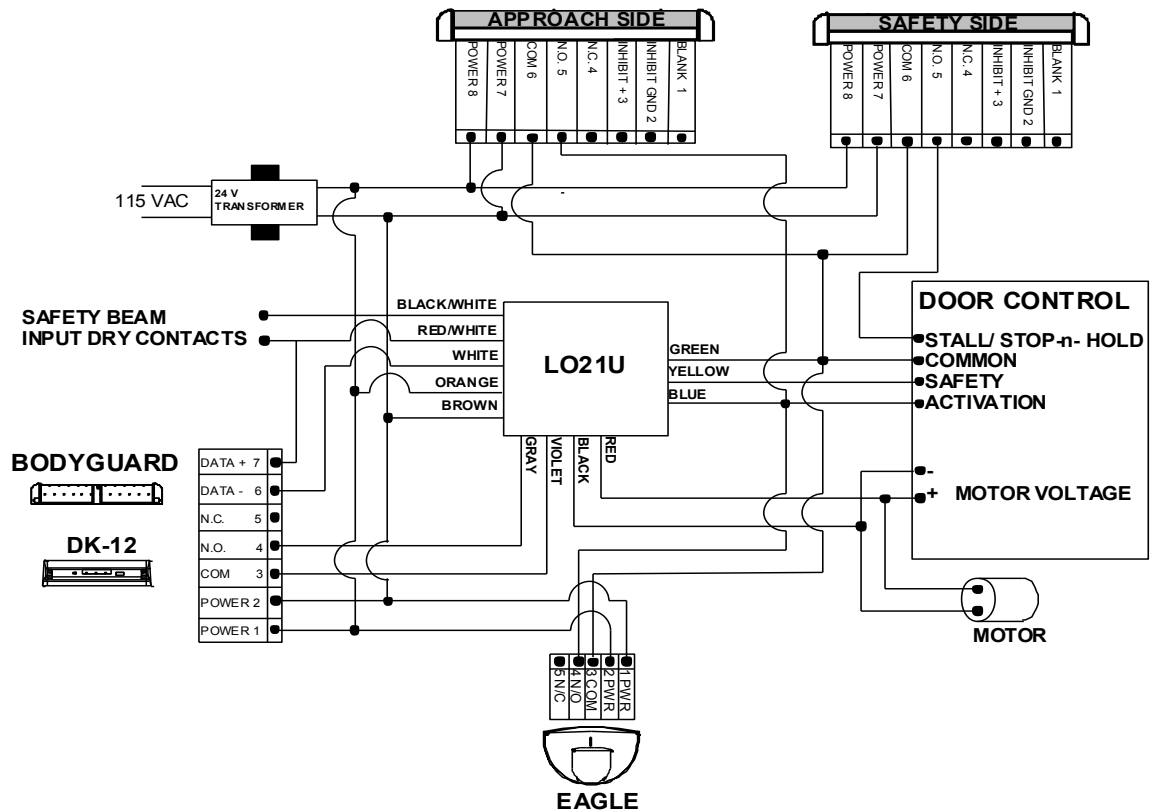 APPROACH SIDE
POWER 8
POWER 7
COM 6
N.O. 5
N.C. 4
INHIBIT + 3
INHIBIT GND 2
BLANK 1
SAFETY SIDE
POWER 8
POWER 7
COM 6
N.O. 5
N.C. 4
INHIBIT + 3
INHIBIT GND 2
BLANK 1
115 VAC
24 V
TRANSFORMER
SAFETY BEAM
INPUT DRY CONTACTS
BLACK/WHITE
RED/WHITE
WHITE
ORANGE
BROWN
LO21U
GREEN
YELLOW
BLUE
GRAY
VIOLET
BLACK
RED
DOOR CONTROL
STALL/ STOP-n- HOLD
COMMON
SAFETY
ACTIVATION
-
+ MOTOR VOLTAGE
MOTOR
BODYGUARD
DK-12
DATA + 7
DATA - 6
N.C. 5
N.O. 4
COM 3
POWER 2
POWER 1
5 N/C
4 N/O
3 COM
2 PWR
1 PWR
EAGLE